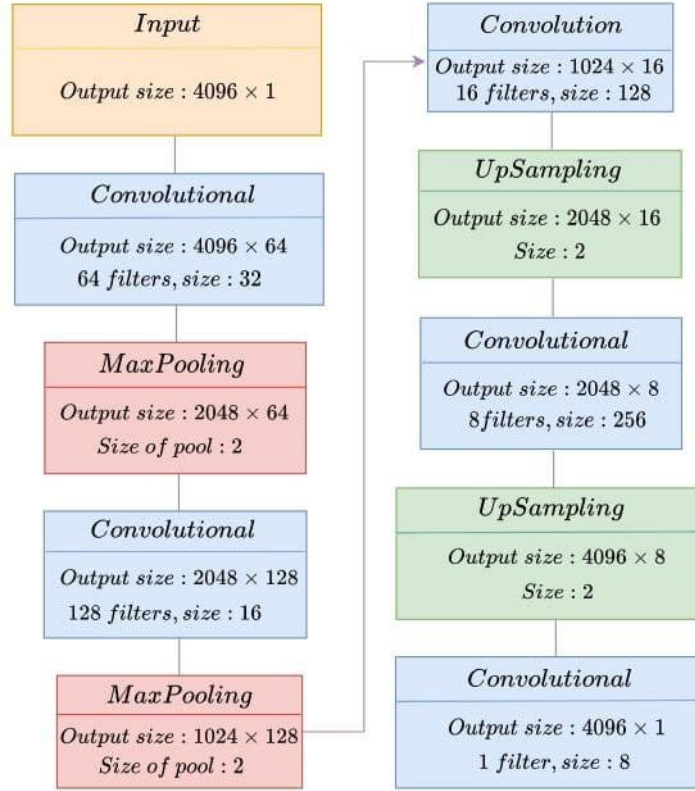 Input
Output size : 4096 × 1
Convolutional
Output size : 4096 × 64
64 filters, size : 32
MaxPooling
Output size : 2048 × 64
Size of pool : 2
Convolutional
Output size : 2048 × 128
128 filters, size : 16
MaxPooling
Output size : 1024 × 128
Size of pool : 2
Convolution
Output size : 1024 × 16
16 filters, size : 128
UpSampling
Output size : 2048 × 16
Size : 2
Convolutional
Output size : 2048 × 8
8filters, size : 256
UpSampling
Output size : 4096 × 8
Size : 2
Convolutional
Output size : 4096 × 1
1 filter, size : 8